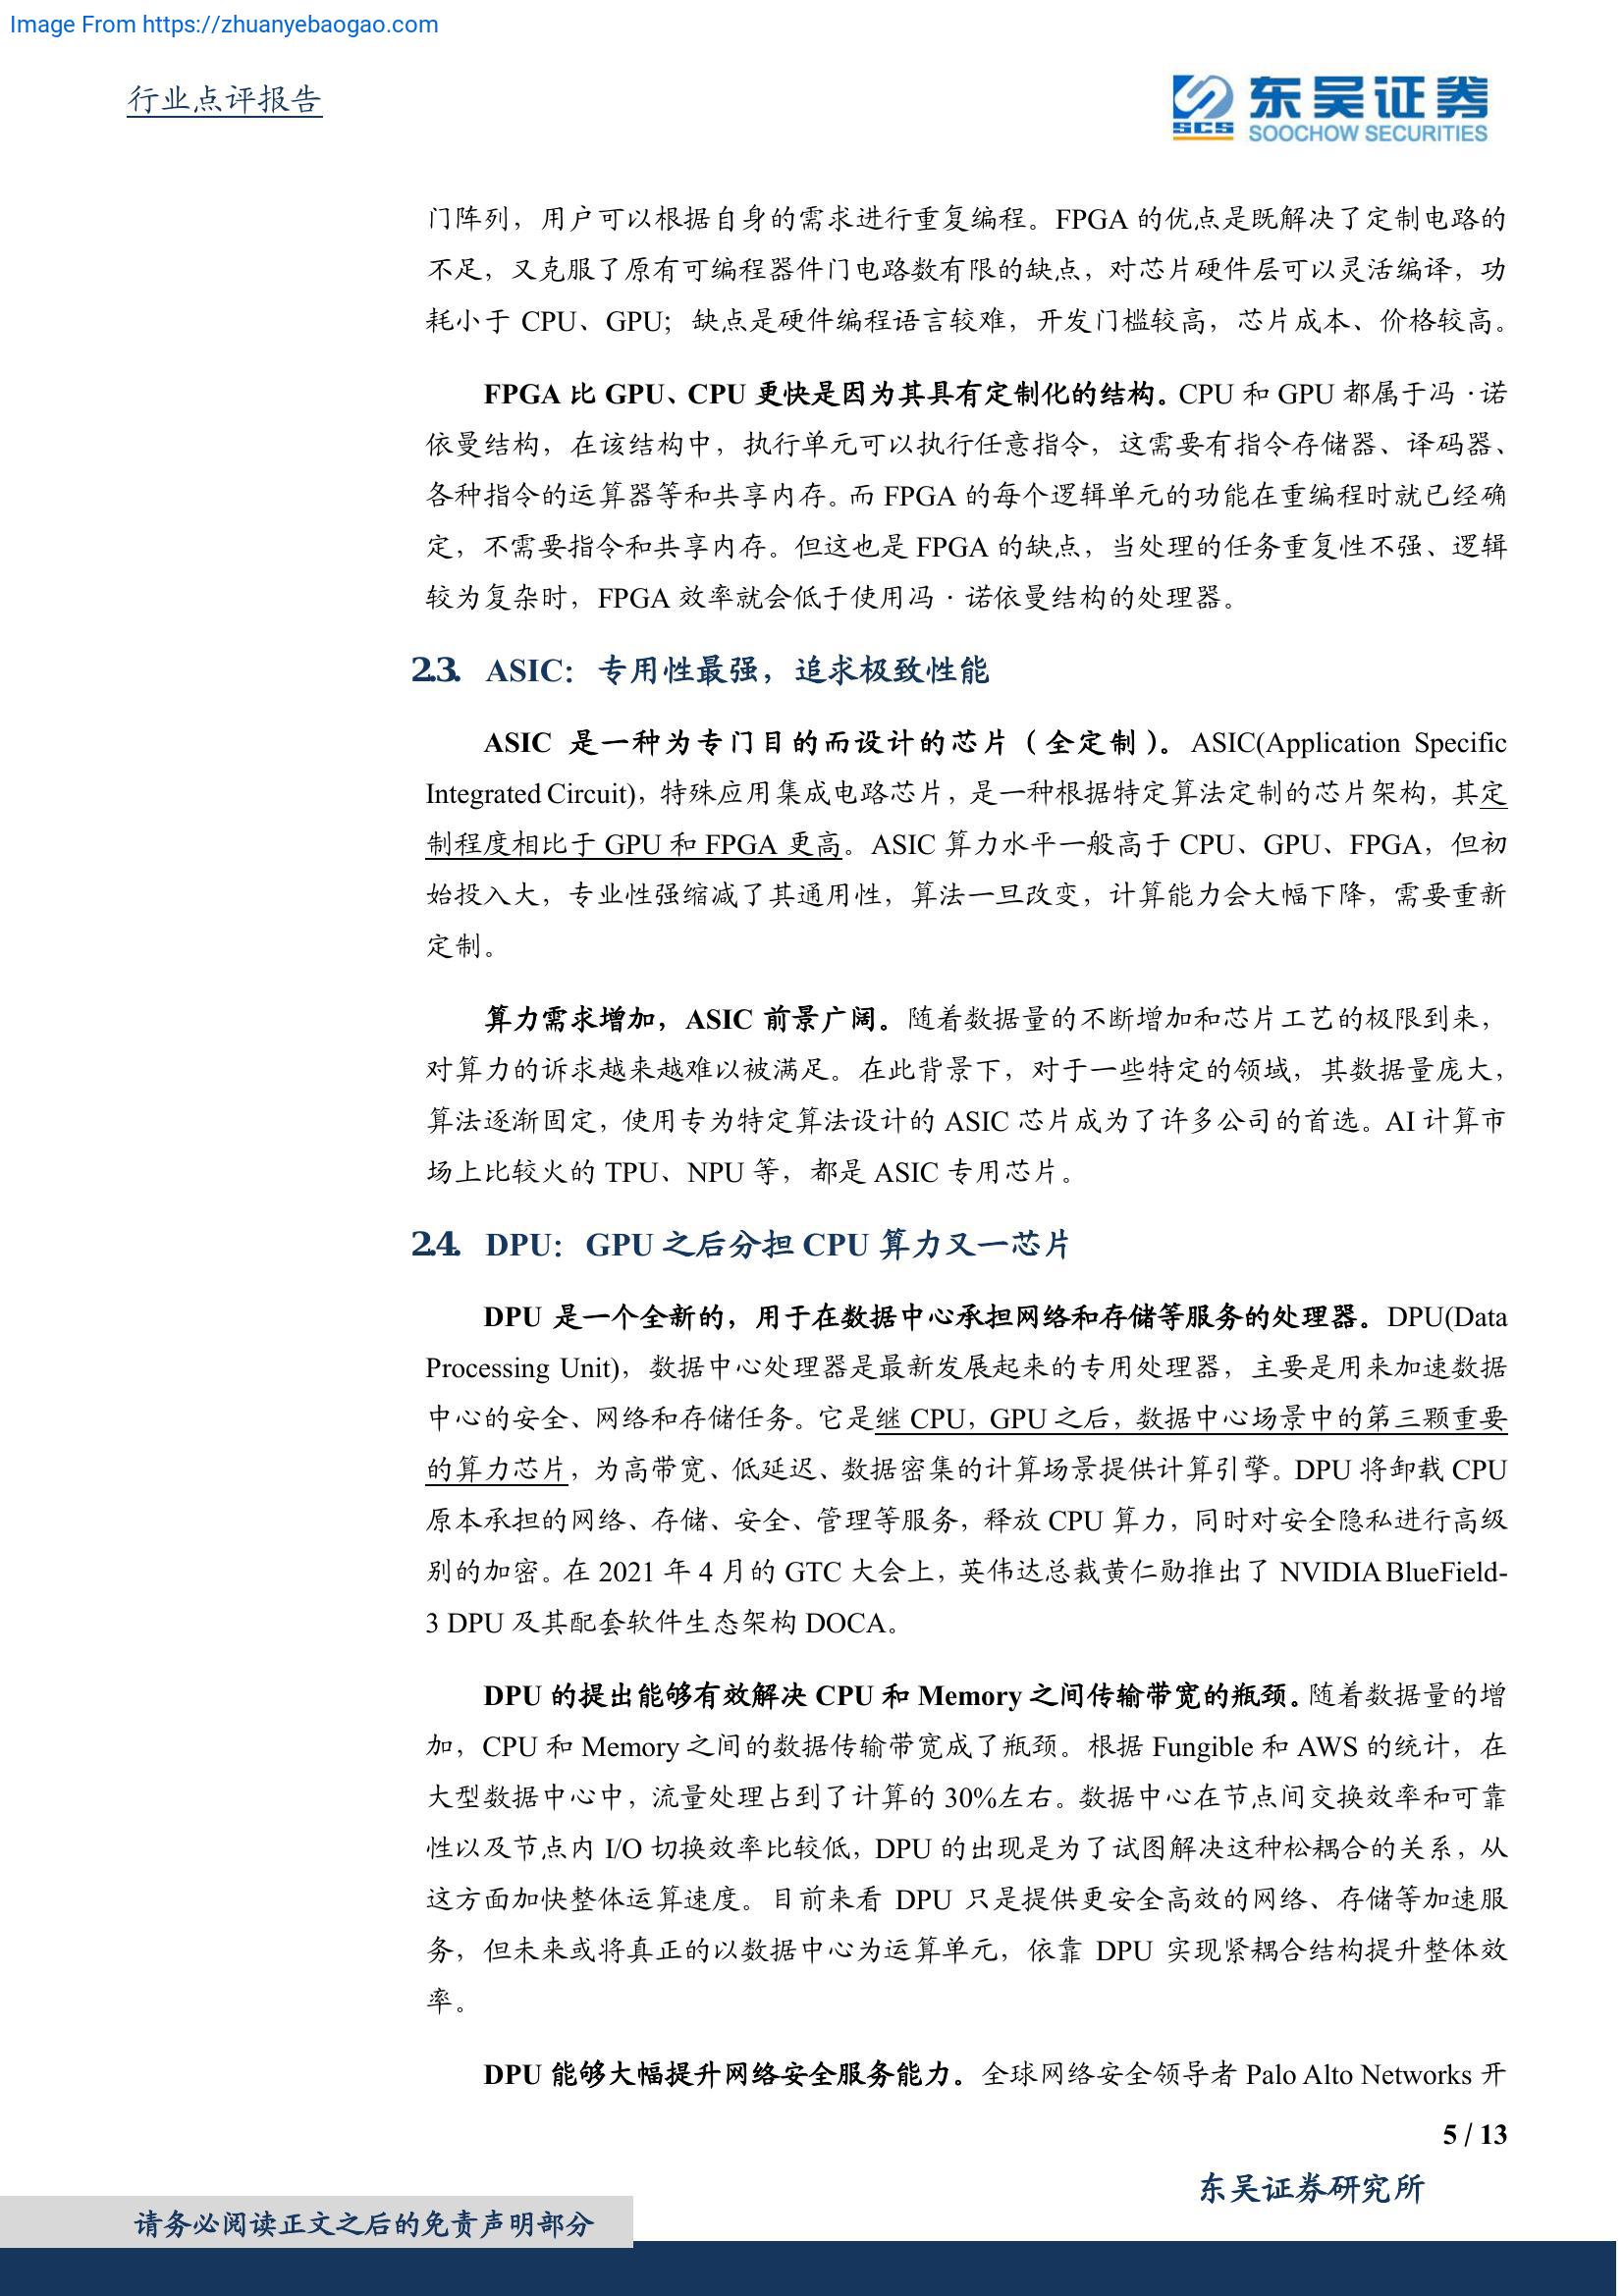 Image From https://zhuanyebaogao.com
行业点评报告
SCS
东吴证券
SOOCHOW SECURITIES
门阵列，用户可以根据自身的需求进行重复编程。FPGA 的优点是既解决了定制电路的
不足，又克服了原有可编程器件门电路数有限的缺点，对芯片硬件层可以灵活编译，功
耗小于 CPU、GPU；缺点是硬件编程语言较难，开发门槛较高，芯片成本、价格较高。
FPGA 比 GPU、CPU 更快是因为其具有定制化的结构。CPU 和 GPU 都属于冯·诺
依曼结构，在该结构中，执行单元可以执行任意指令，这需要有指令存储器、译码器、
各种指令的运算器等和共享内存。而 FPGA 的每个逻辑单元的功能在重编程时就已经确
定，不需要指令和共享内存。但这也是 FPGA 的缺点，当处理的任务重复性不强、逻辑
较为复杂时，FPGA 效率就会低于使用冯·诺依曼结构的处理器。
2.3. ASIC：专用性最强，追求极致性能
ASIC 是一种为专门目的而设计的芯片（全定制）。ASIC(Application Specific
Integrated Circuit)，特殊应用集成电路芯片，是一种根据特定算法定制的芯片架构，其定
制程度相比于 GPU 和 FPGA 更高。ASIC 算力水平一般高于 CPU、GPU、FPGA，但初
始投入大，专业性强缩减了其通用性，算法一旦改变，计算能力会大幅下降，需要重新
定制。
算力需求增加，ASIC 前景广阔。随着数据量的不断增加和芯片工艺的极限到来，
对算力的诉求越来越难以被满足。在此背景下，对于一些特定的领域，其数据量庞大，
算法逐渐固定，使用专为特定算法设计的 ASIC 芯片成为了许多公司的首选。AI 计算市
场上比较火的 TPU、NPU 等，都是 ASIC 专用芯片。
2.4. DPU：GPU 之后分担 CPU 算力又一芯片
DPU 是一个全新的，用于在数据中心承担网络和存储等服务的处理器。DPU(Data
Processing Unit)，数据中心处理器是最新发展起来的专用处理器，主要是用来加速数据
中心的安全、网络和存储任务。它是继 CPU，GPU 之后，数据中心场景中的第三颗重要
的算力芯片，为高带宽、低延迟、数据密集的计算场景提供计算引擎。DPU 将卸载 CPU
原本承担的网络、存储、安全、管理等服务，释放 CPU 算力，同时对安全隐私进行高级
别的加密。在 2021 年 4 月的 GTC 大会上，英伟达总裁黄仁勋推出了 NVIDIA BlueField-
3 DPU 及其配套软件生态架构 DOCA。
DPU 的提出能够有效解决 CPU 和 Memory 之间传输带宽的瓶颈。随着数据量的增
加，CPU 和 Memory 之间的数据传输带宽成了瓶颈。根据 Fungible 和 AWS 的统计，在
大型数据中心中，流量处理占到了计算的 30%左右。数据中心在节点间交换效率和可靠
性以及节点内 I/O 切换效率比较低，DPU 的出现是为了试图解决这种松耦合的关系，从
这方面加快整体运算速度。目前来看 DPU 只是提供更安全高效的网络、存储等加速服
务，但未来或将真正的以数据中心为运算单元，依靠 DPU 实现紧耦合结构提升整体效
率。
DPU 能够大幅提升网络安全服务能力。全球网络安全领导者 Palo Alto Networks 开
5 / 13
东吴证券研究所
请务必阅读正文之后的免责声明部分